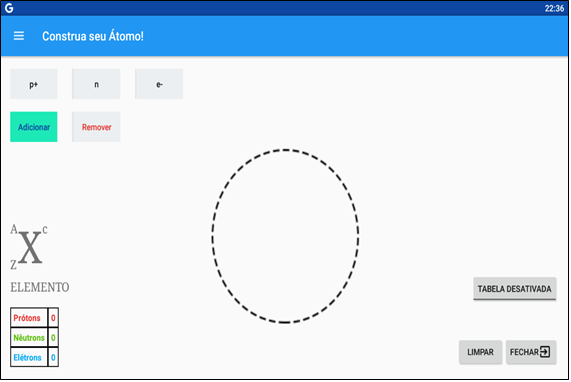 G 22:36
Construa seu Átomo!
p+ n e-
Adicionar Remover
A X c
Z
ELEMENTO
Prótons 0
Nêutrons 0
Elétrons 0
TABELA DESATIVADA
LIMPAR FECHAR